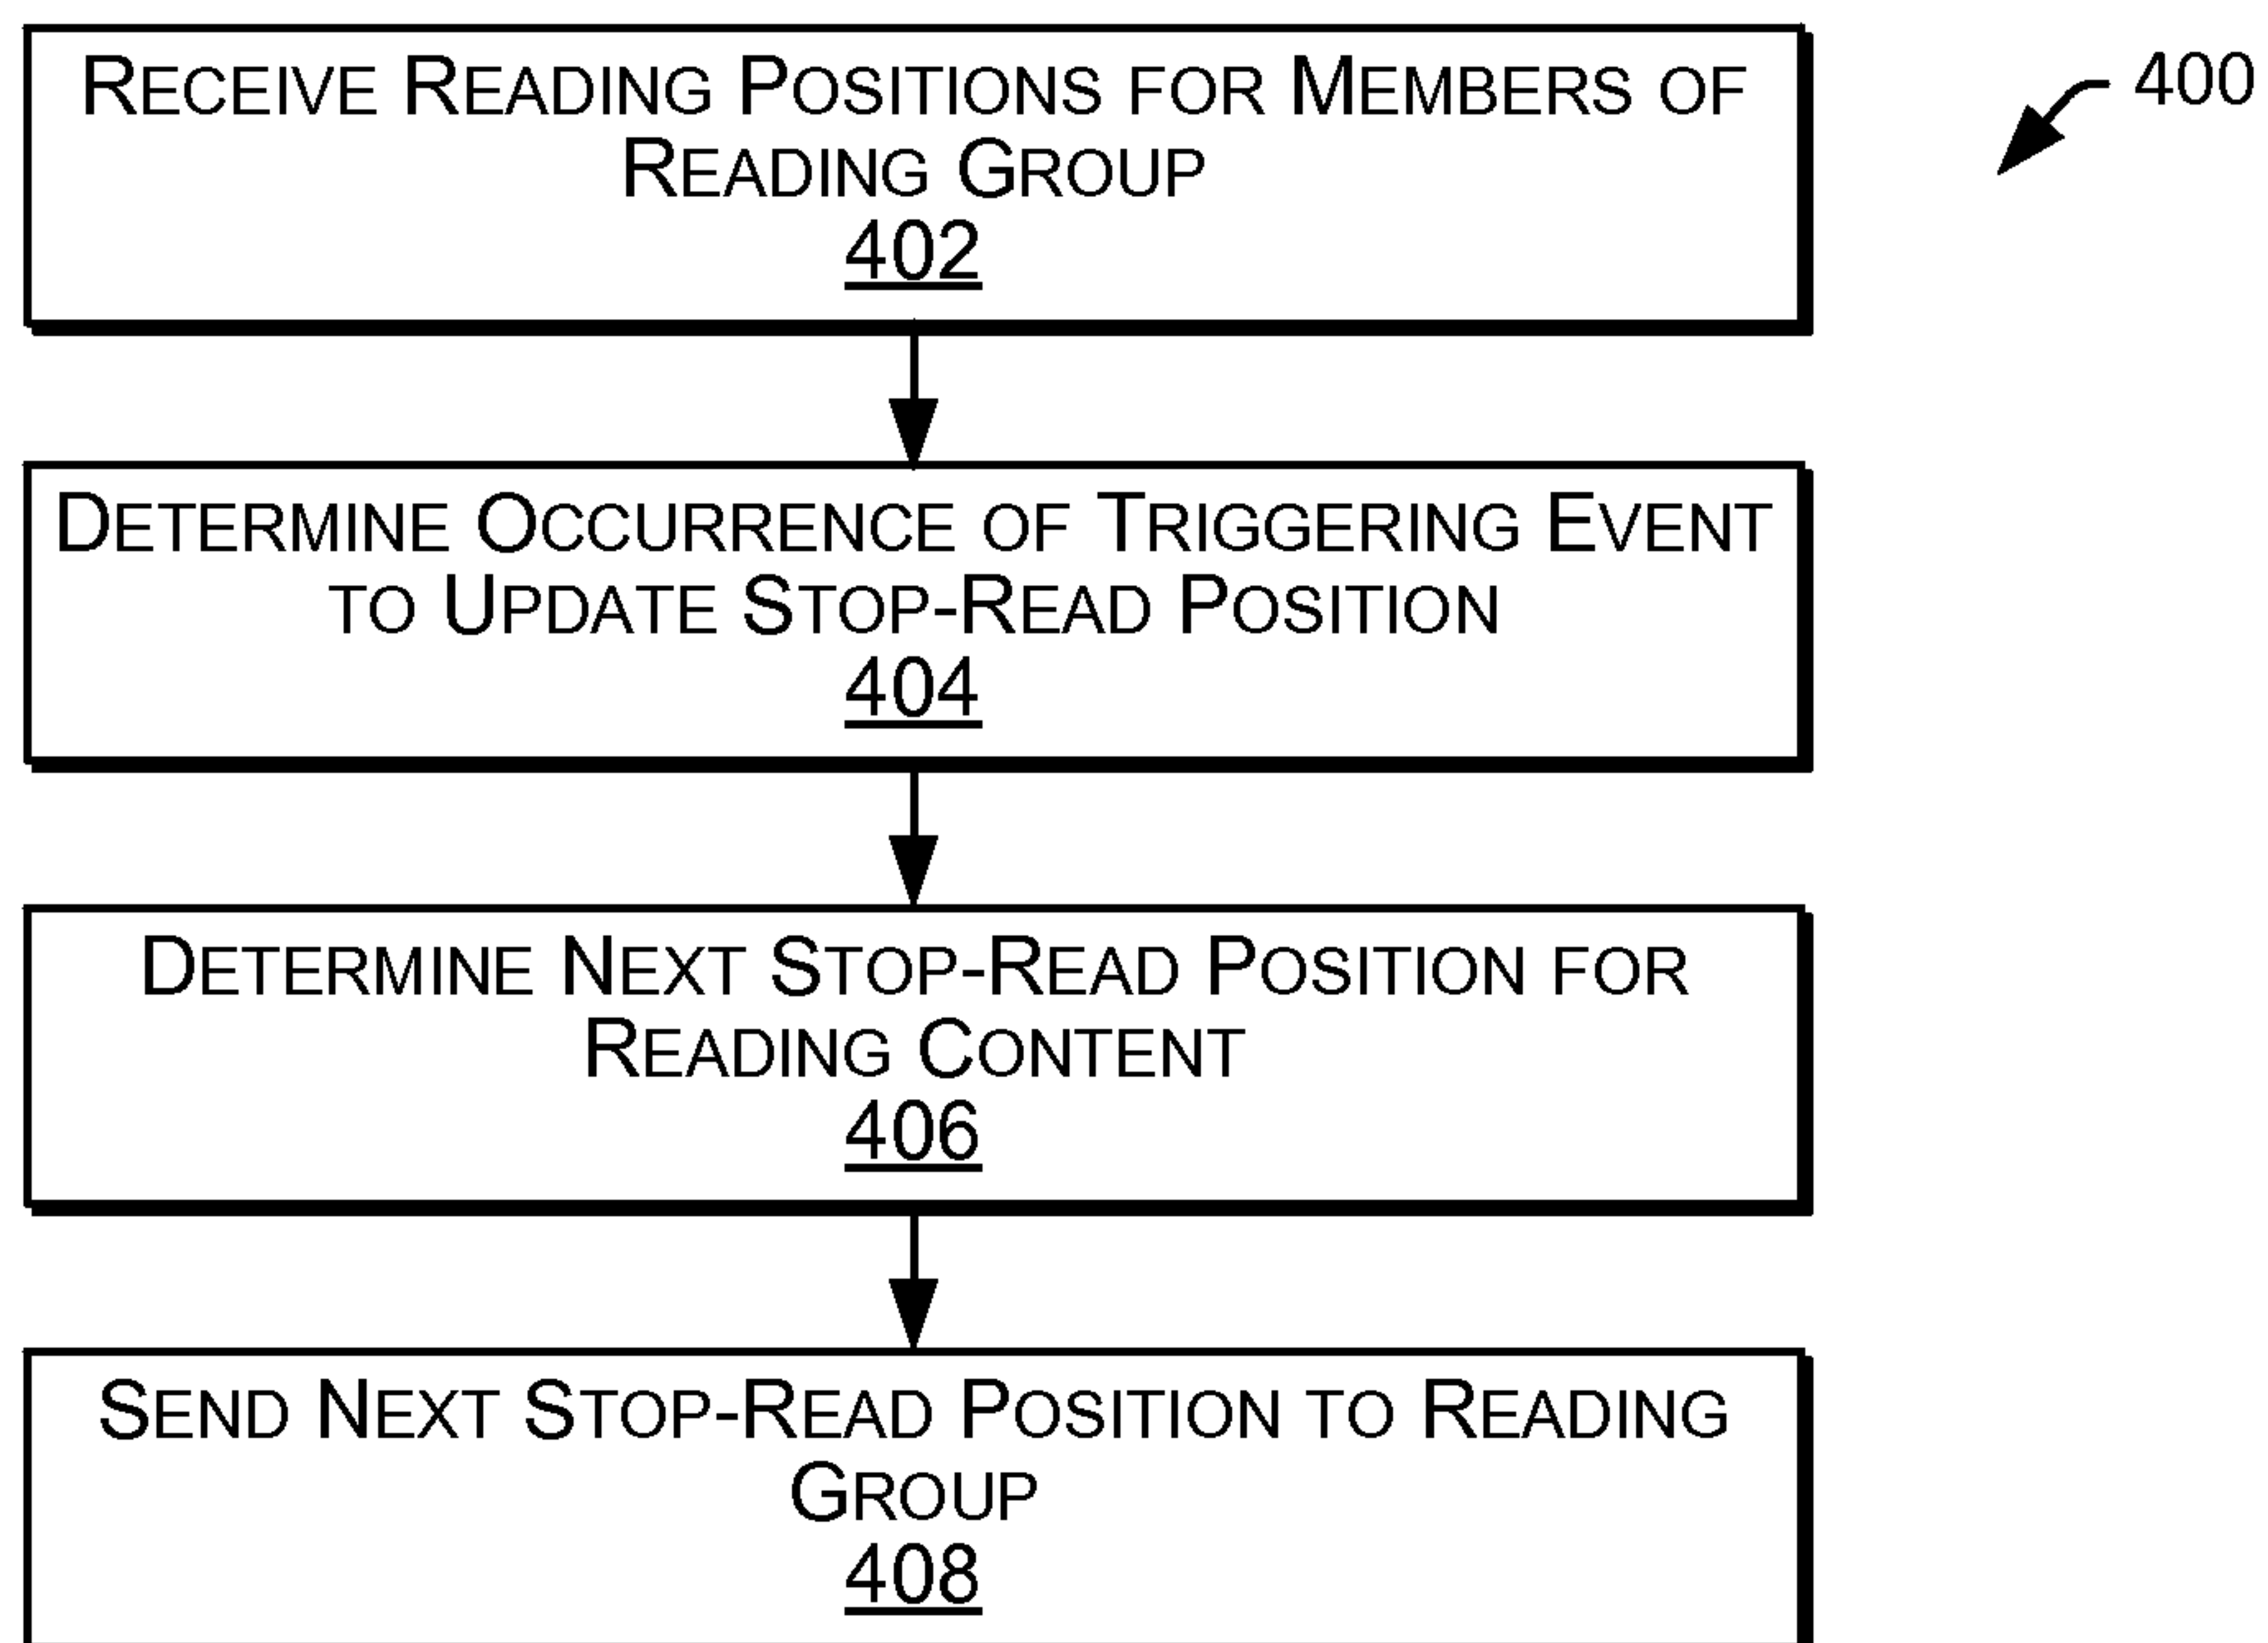 RECEIVE READING POSITIONS FOR MEMBERS OF
READING GROUP
402
400
DETERMINE OCCURRENCE OF TRIGGERING EVENT
TO UPDATE STOP-READ POSITION
404
DETERMINE NEXT STOP-READ POSITION FOR
READING CONTENT
406
SEND NEXT STOP-READ POSITION TO READING
GROUP
408